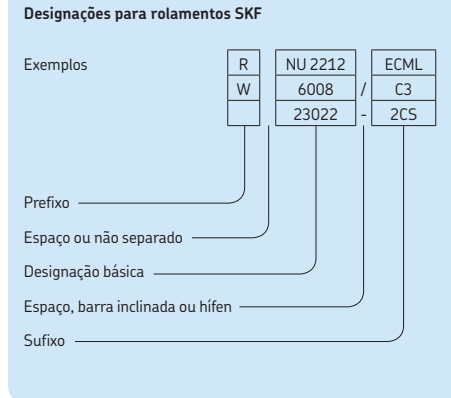 Designações para rolamentos SKF
Exemplos R NU 2212 ECML
W 6008 / C3
23022 - 2CS
Prefixo
Espaço ou não separado
Designação básica
Espaço, barra inclinada ou hífen
Sufixo